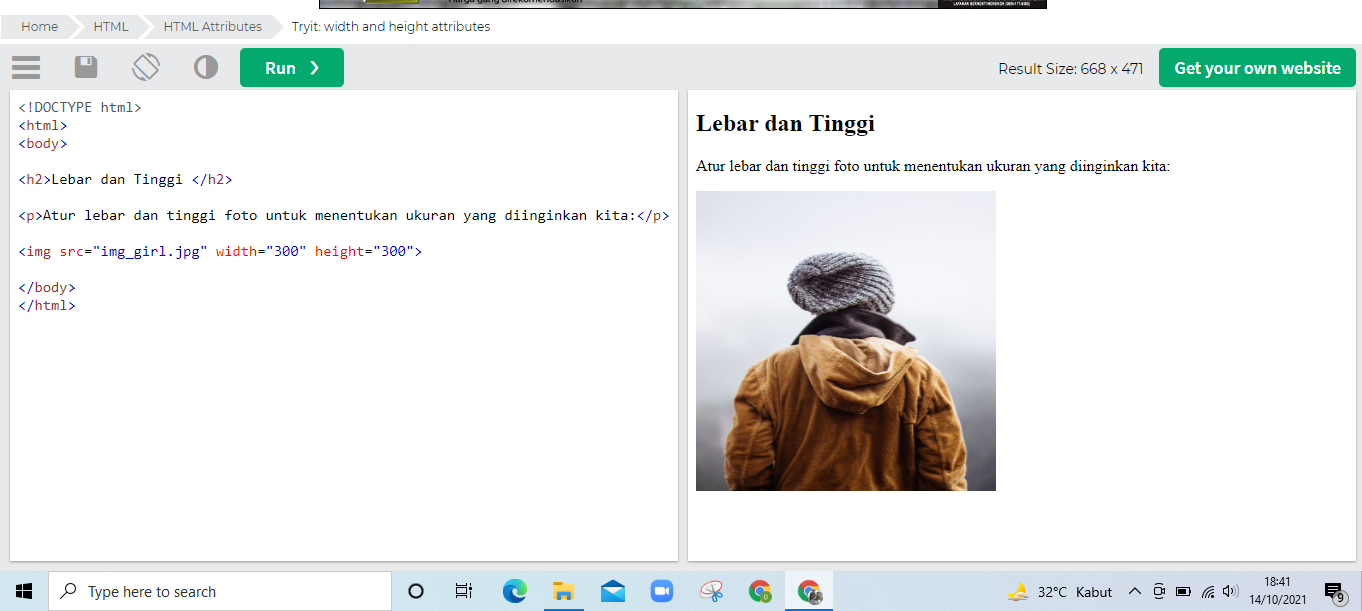 Harga yang direkomendasikan
Home
HTML
HTML Attributes
Tryit: width and height attributes
Run ❯
Result Size: 668 x 471
Get your own website
<!DOCTYPE html>
<html>
<body>
<h2>Lebar dan Tinggi </h2>
<p>Atur lebar dan tinggi foto untuk menentukan ukuran yang diinginkan kita:</p>
<img src="img_girl.jpg" width="300" height="300">
</body>
</html>
Lebar dan Tinggi
Atur lebar dan tinggi foto untuk menentukan ukuran yang diinginkan kita:
Type here to search
D
32°C Kabut
18:41
14/10/2021
9